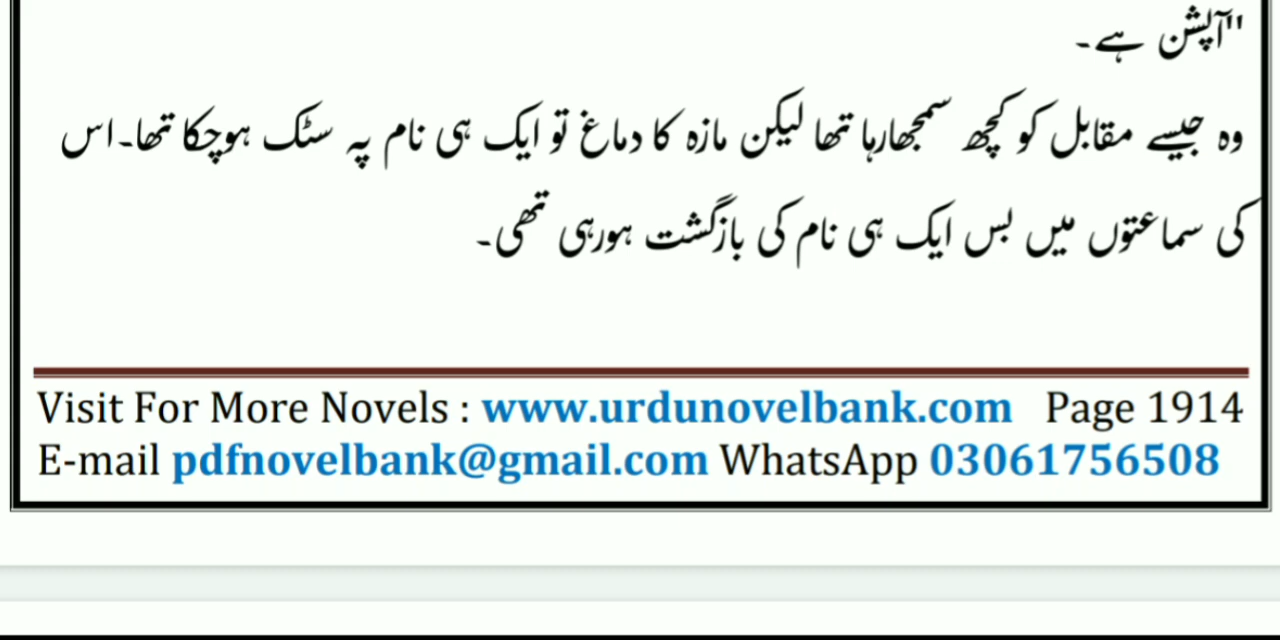 "آپشن ہے۔
وہ جیسے مقابل کو کچھ سمجھارہا تھا لیکن مازہ کا دماغ تو ایک ہی نام پہ سٹک ہوچکا تھا۔اس
کی سماعتوں میں بس ایک ہی نام کی بازگشت ہورہی تھی۔
Visit For More Novels : www.urdunovelbank.com Page 1914
E-mail pdfnovelbank@gmail.com WhatsApp 03061756508